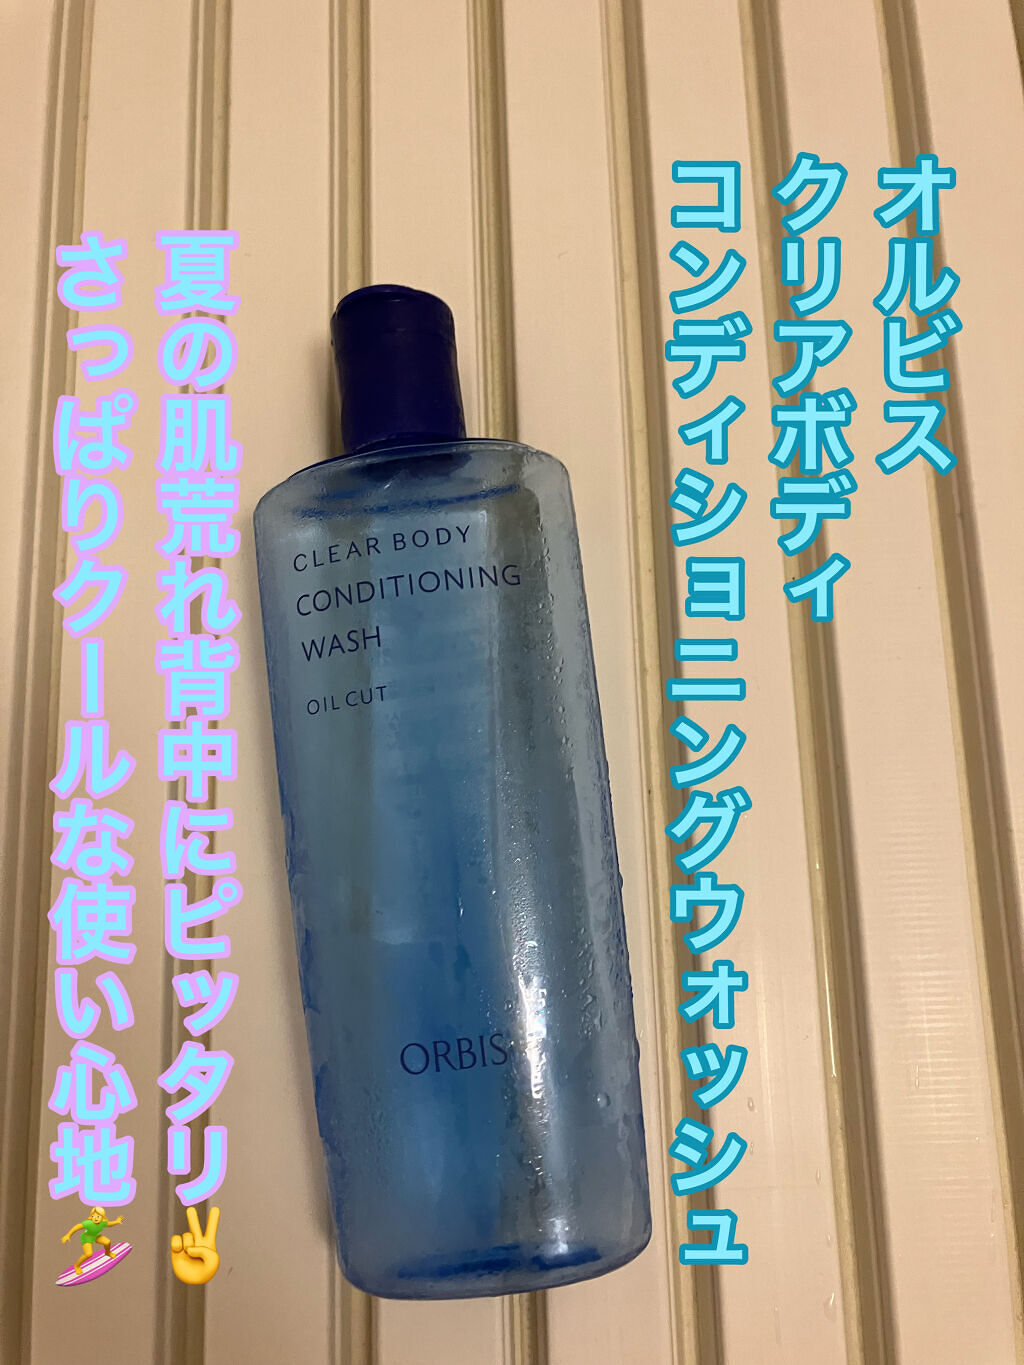 オルビス
クリアボディ
コンディショニングウォッシュ
夏の肌荒れ背中にピッタリ✌️
さっぱりクールな使い心地🏄
CLEAR BODY
CONDITIONING
WASH
OIL CUT
ORBIS